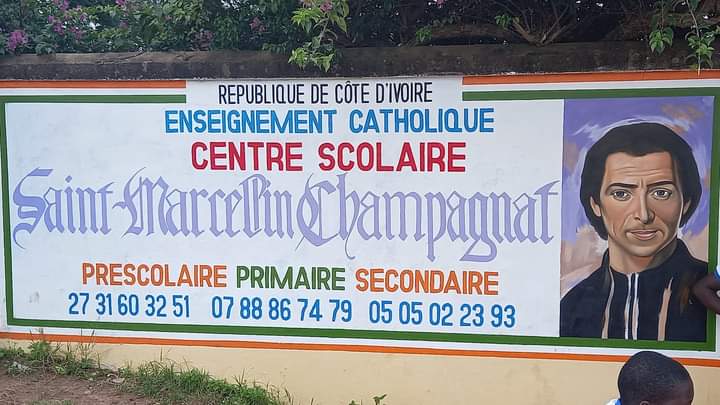 REPUBLIQUE DE CÔTE D'IVOIRE
ENSEIGNEMENT CATHOLIQUE
CENTRE SCOLAIRE
Saint-Marcellin Champagnat
PRESCOLAIRE PRIMAIRE SECONDAIRE
27 31 60 32 51 07 88 86 74 79 05 05 02 23 93